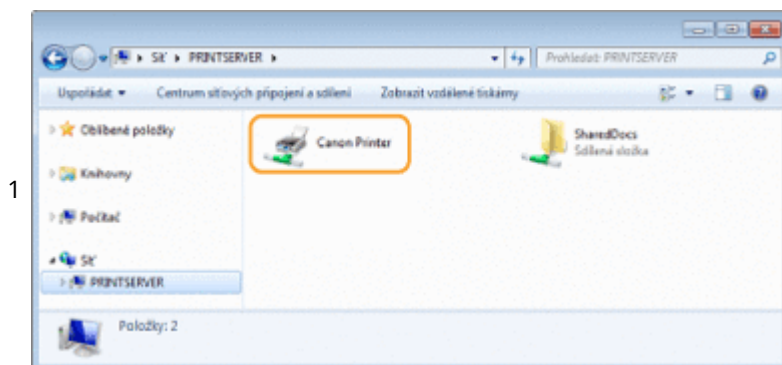 Síť ▸ PRINTSERVER ▸
Prohledat: PRINTSERVER
Uspořádat Centrum síťových připojení a sdílení Zobrazit vzdálené tiskárny
Oblíbené položky
Knihovny
Počítač
Síť
PRINTSERVER
Canon Printer
SharedDocs
Sdílená složka
1
Položky: 2